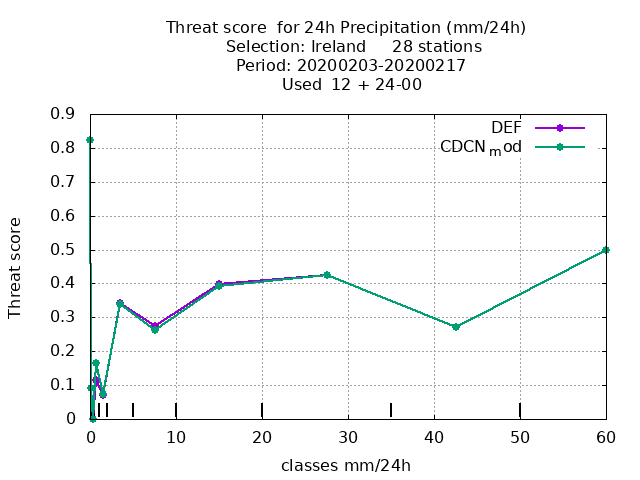 Threat score  for 24h Precipitation (mm/24h)
Selection: Ireland     28 stations
Period: 20200203-20200217
Used  12 + 24-00
DEF
CDCNmod
Threat score
0.9
0.8
0.7
0.6
0.5
0.4
0.3
0.2
0.1
0
0 10 20 30 40 50 60
classes mm/24h